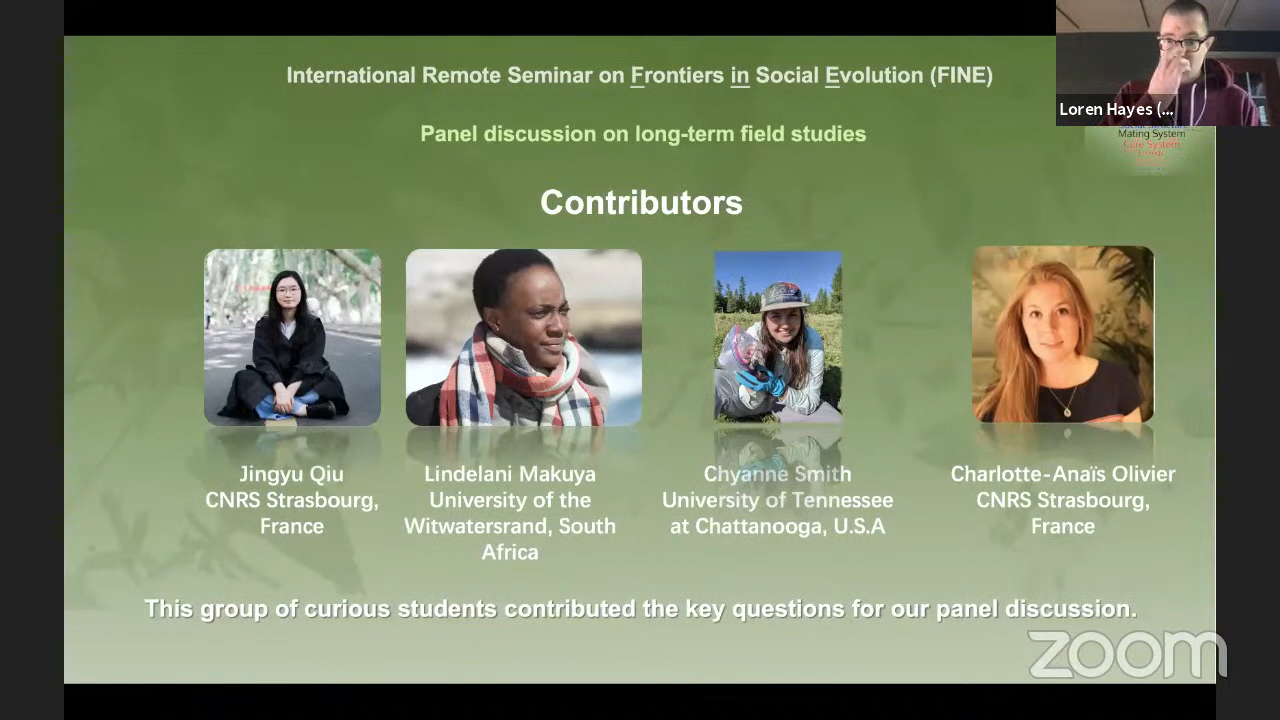 International Remote Seminar on Frontiers in Social Evolution (FINE)
Loren Hayes (...
Panel discussion on long-term field studies
Mating System
Care System
Contributors
Jingyu Qiu
CNRS Strasbourg,
France
Lindelani Makuya
University of the
Witwatersrand, South
Africa
Chyanne Smith
University of Tennessee
at Chattanooga, U.S.A
Charlotte-Anaïs Olivier
CNRS Strasbourg,
France
This group of curious students contributed the key questions for our panel discussion.
zoom